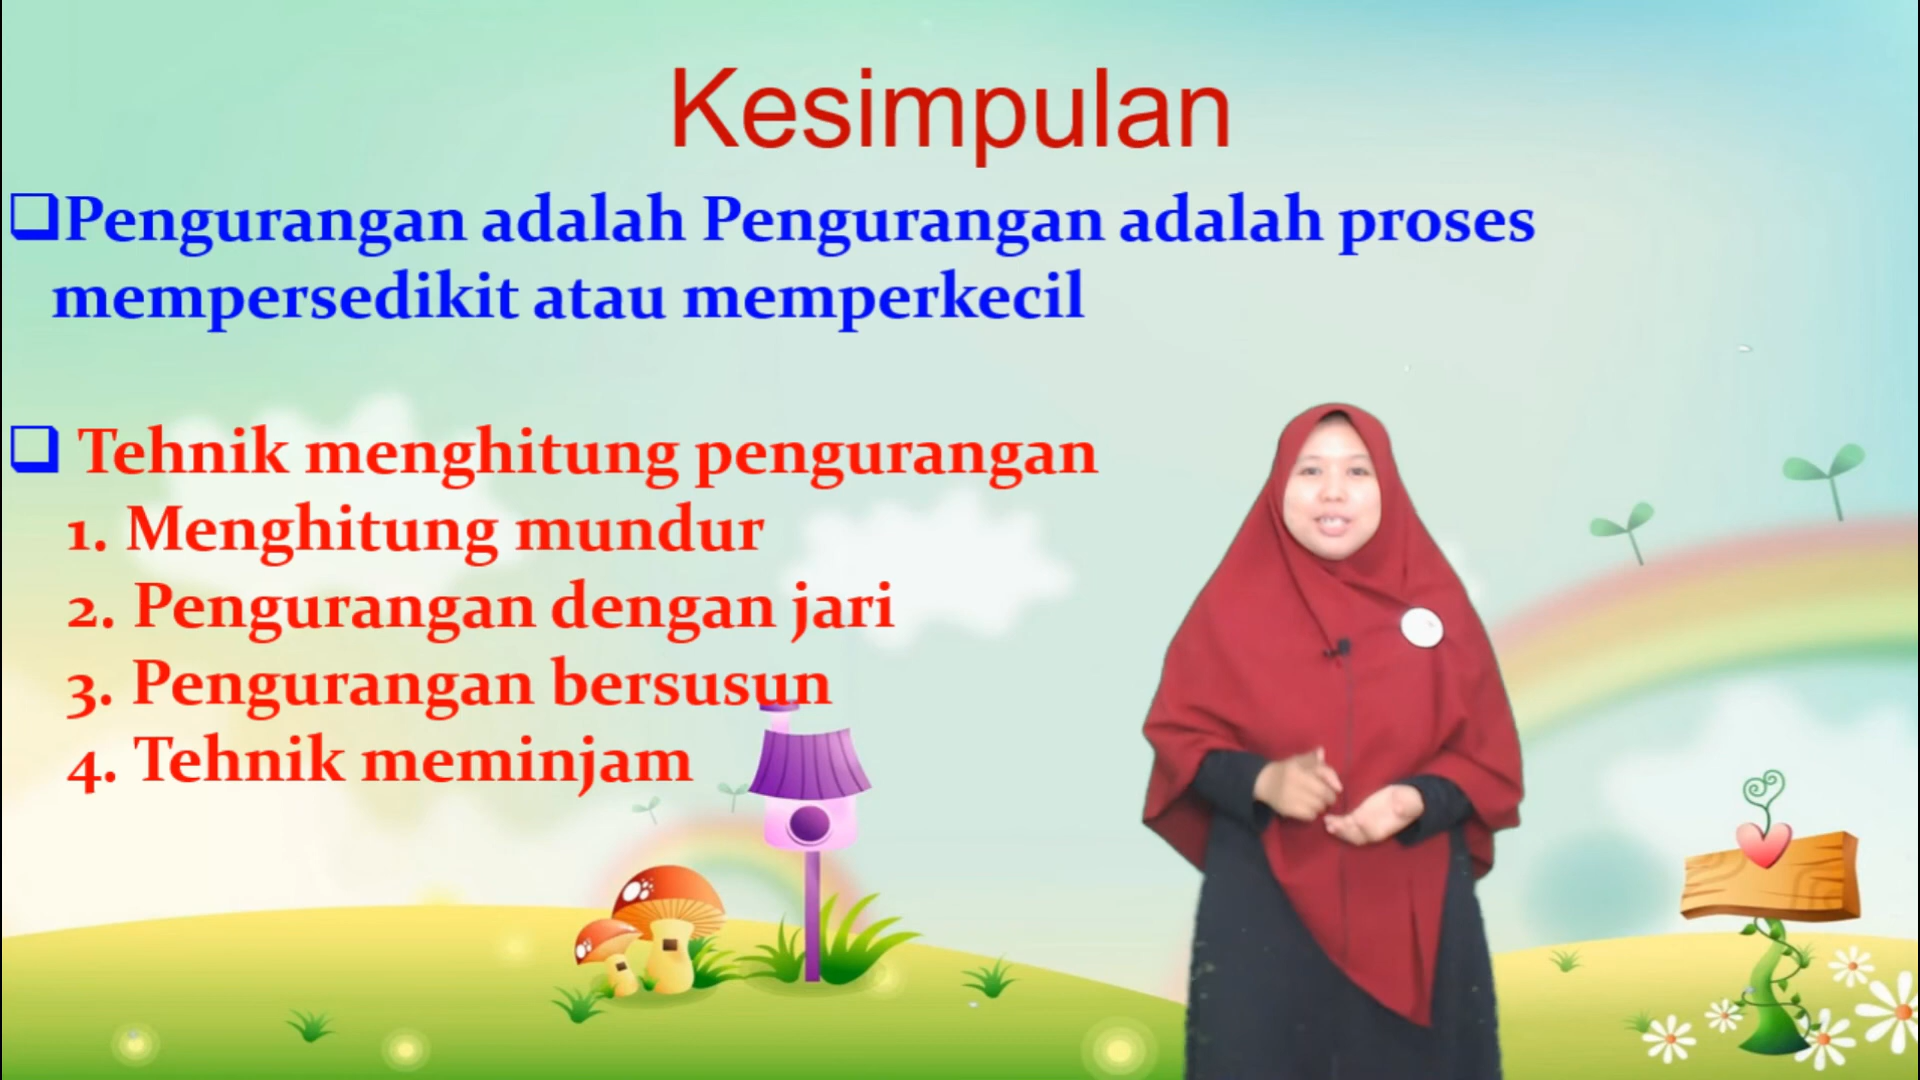 Kesimpulan
Pengurangan adalah Pengurangan adalah proses
mempersedikit atau memperkecil
Tehnik menghitung pengurangan
1. Menghitung mundur
2. Pengurangan dengan jari
3. Pengurangan bersusun
4. Tehnik meminjam